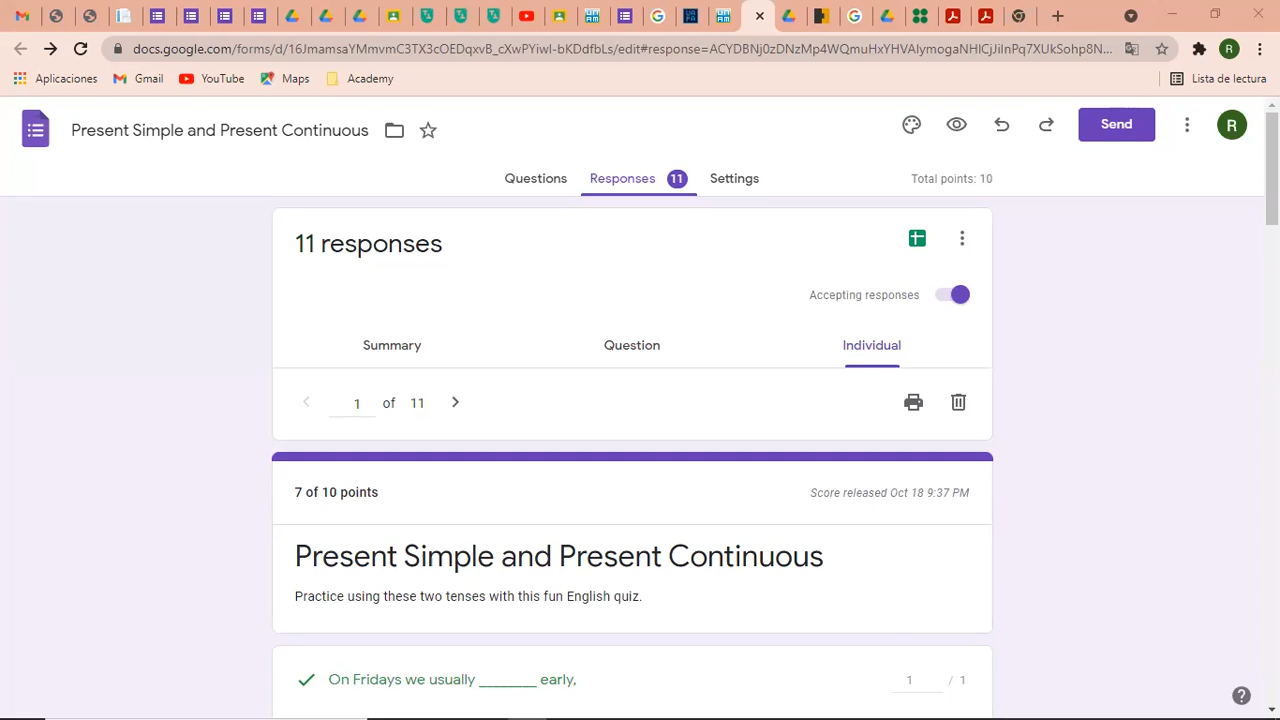 docs.google.com/forms/d/16JmamsaYMmvmC3TX3cOEDqxvB_cXwPYiwI-bKDdfbLs/edit#response=ACYDBNj0zDNzMp4WQmuHxYHVAlymogaNHlCjJiInPq7XUkSohp8N...
Aplicaciones
Gmail
YouTube
Maps
Academy
Lista de lectura
Present Simple and Present Continuous
Send
R
Questions
Responses 11
Settings
Total points: 10
11 responses
Accepting responses
Summary
Question
Individual
1 of 11
7 of 10 points
Score released Oct 18 9:37 PM
Present Simple and Present Continuous
Practice using these two tenses with this fun English quiz.
On Fridays we usually ________ early,
1 / 1